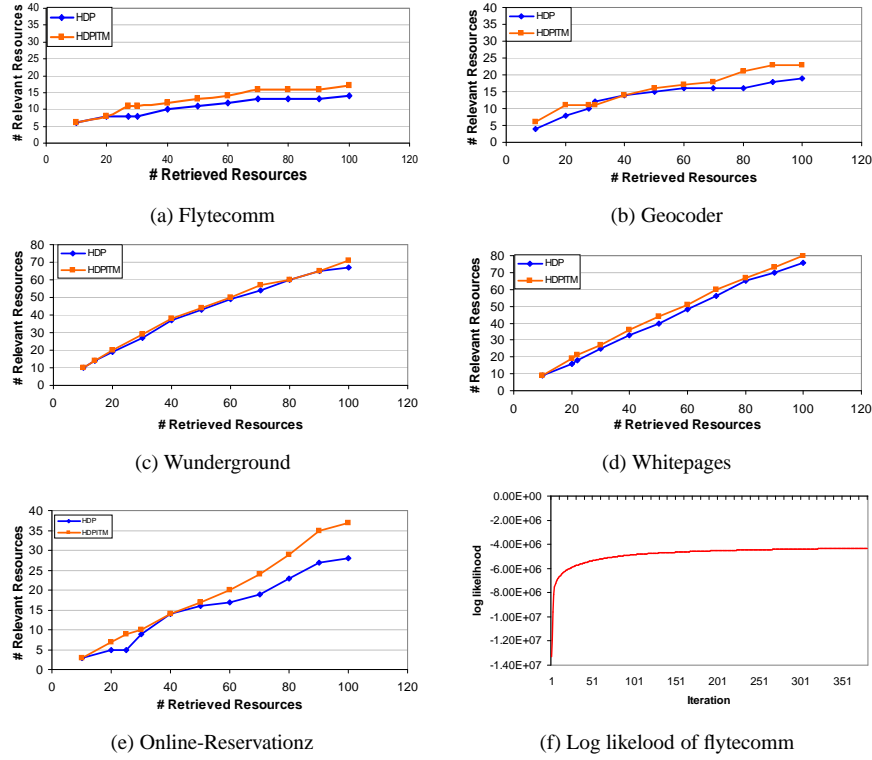 40
35
30
25
20
15
10
5
0
HDP
HDPITM
# Relevant Resources
0 20 40 60 80 100 120
# Retrieved Resources
(a) Flytecomm
40
35
30
25
20
15
10
5
0
HDP
HDPITM
# Relevant Resources
0 20 40 60 80 100 120
# Retrieved Resources
(b) Geocoder
80
70
60
50
40
30
20
10
0
HDP
HDPITM
# Relevant Resources
0 20 40 60 80 100 120
# Retrieved Resources
(c) Wunderground
80
70
60
50
40
30
20
10
0
HDP
HDPITM
# Relevant Resources
0 20 40 60 80 100 120
# Retrieved Resources
(d) Whitepages
40
35
30
25
20
15
10
5
0
HDP
HDPITM
# Relevant Resources
0 20 40 60 80 100 120
# Retrieved Resources
(e) Online-Reservationz
0.00E+00
-2.00E+06
-4.00E+06
-6.00E+06
-8.00E+06
-1.00E+07
-1.20E+07
-1.40E+07
log likelihood
1 51 101 151 201 251 301 351
Iteration
(f) Log likelood of flytecomm